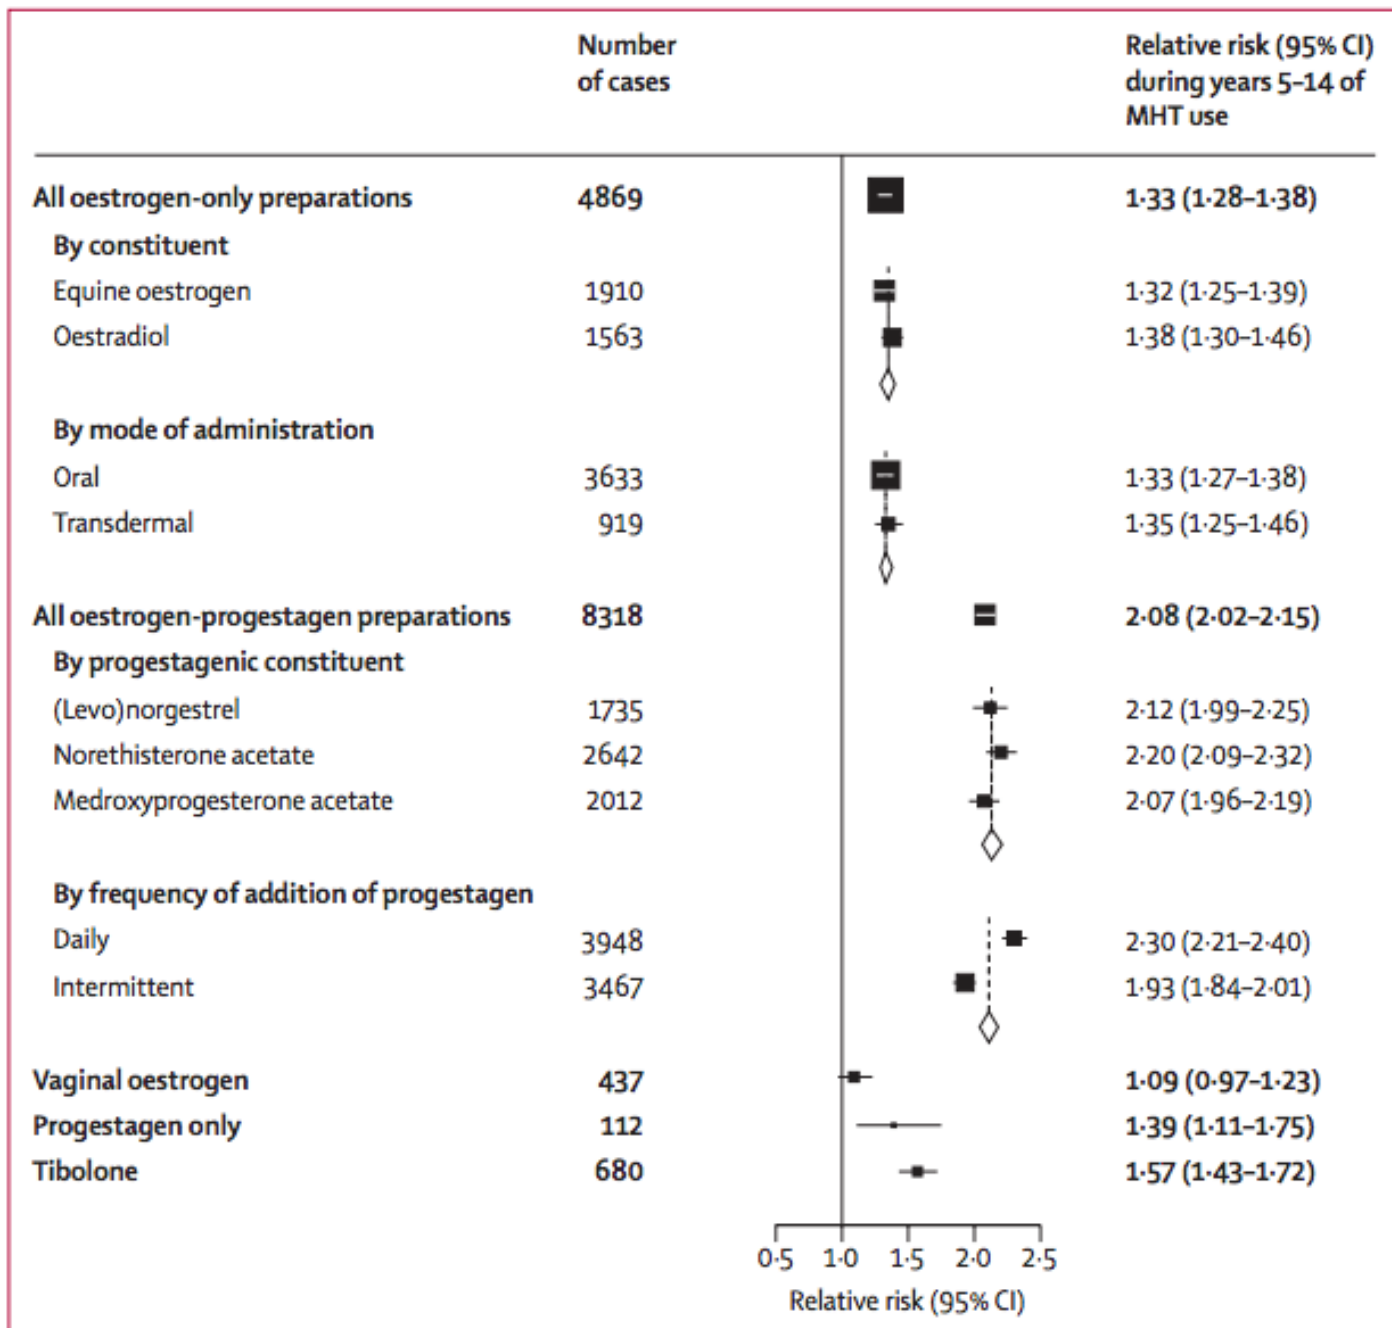 Number of cases Relative risk (95% CI) during years 5–14 of MHT use
All oestrogen-only preparations 4869 1·33 (1·28–1·38)
By constituent
Equine oestrogen 1910 1·32 (1·25–1·39)
Oestradiol 1563 1·38 (1·30–1·46)
By mode of administration
Oral 3633 1·33 (1·27–1·38)
Transdermal 919 1·35 (1·25–1·46)
All oestrogen-progestagen preparations 8318 2·08 (2·02–2·15)
By progestagenic constituent
(Levo)norgestrel 1735 2·12 (1·99–2·25)
Norethisterone acetate 2642 2·20 (2·09–2·32)
Medroxyprogesterone acetate 2012 2·07 (1·96–2·19)
By frequency of addition of progestagen
Daily 3948 2·30 (2·21–2·40)
Intermittent 3467 1·93 (1·84–2·01)
Vaginal oestrogen 437 1·09 (0·97–1·23)
Progestagen only 112 1·39 (1·11–1·75)
Tibolone 680 1·57 (1·43–1·72)
0·5 1·0 1·5 2·0 2·5
Relative risk (95% CI)